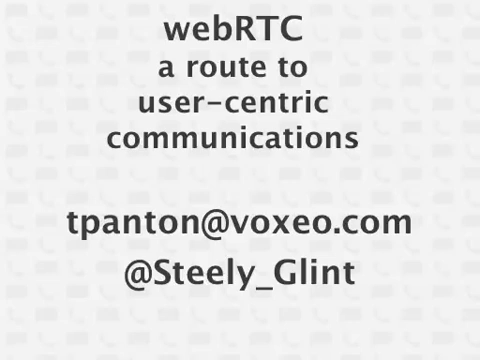 webRTC
a route to
user-centric
communications
tpanton@voxeo.com
@Steely_Glint